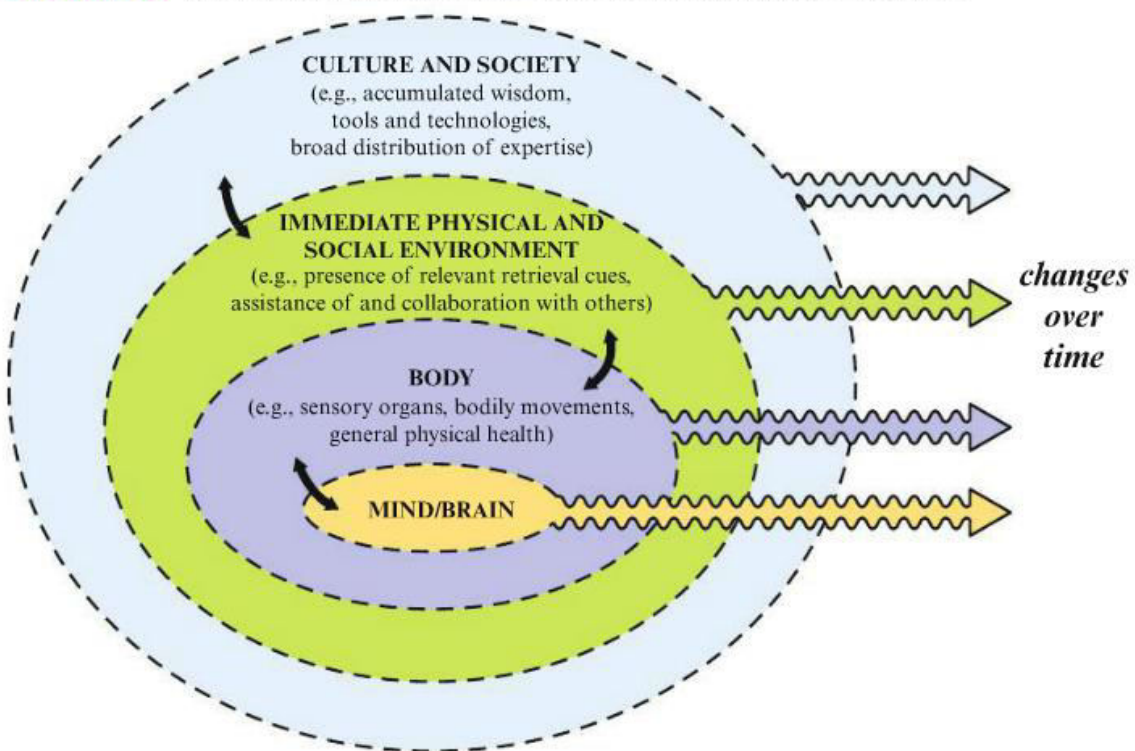 CULTURE AND SOCIETY
(e.g., accumulated wisdom,
tools and technologies,
broad distribution of expertise)
IMMEDIATE PHYSICAL AND
SOCIAL ENVIRONMENT
(e.g., presence of relevant retrieval cues,
assistance of and collaboration with others)
BODY
(e.g., sensory organs, bodily movements,
general physical health)
MIND/BRAIN
changes
over
time